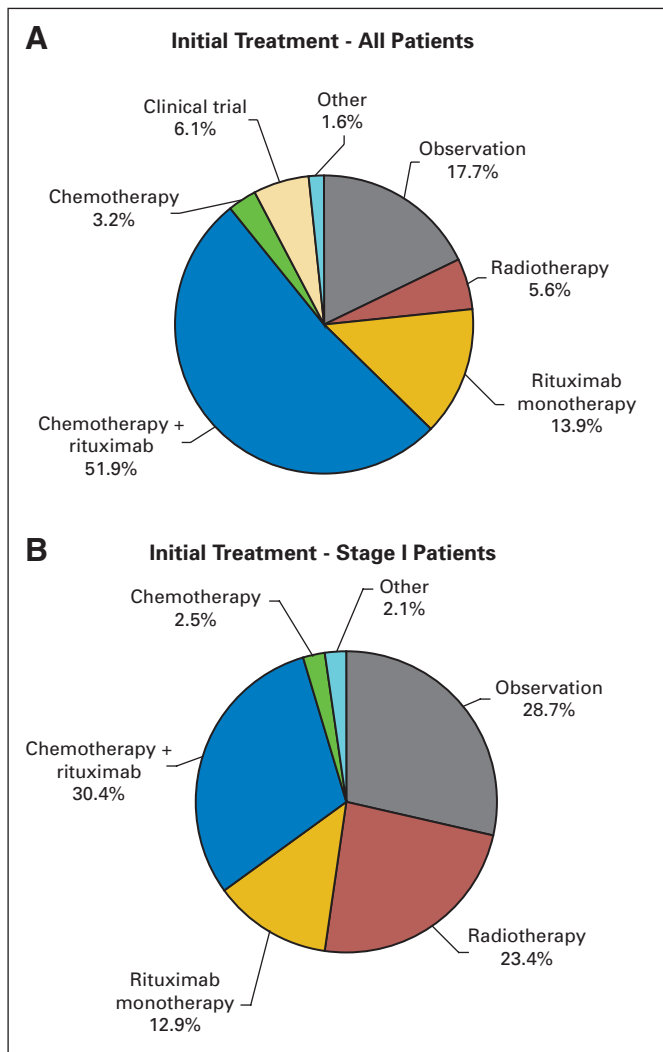 A
Initial Treatment - All Patients
Clinical trial
6.1%
Other
1.6%
Observation
17.7%
Chemotherapy
3.2%
Radiotherapy
5.6%
Rituximab
monotherapy
13.9%
Chemotherapy +
rituximab
51.9%
B
Initial Treatment - Stage I Patients
Chemotherapy
2.5%
Other
2.1%
Observation
28.7%
Chemotherapy +
rituximab
30.4%
Radiotherapy
23.4%
Rituximab
monotherapy
12.9%